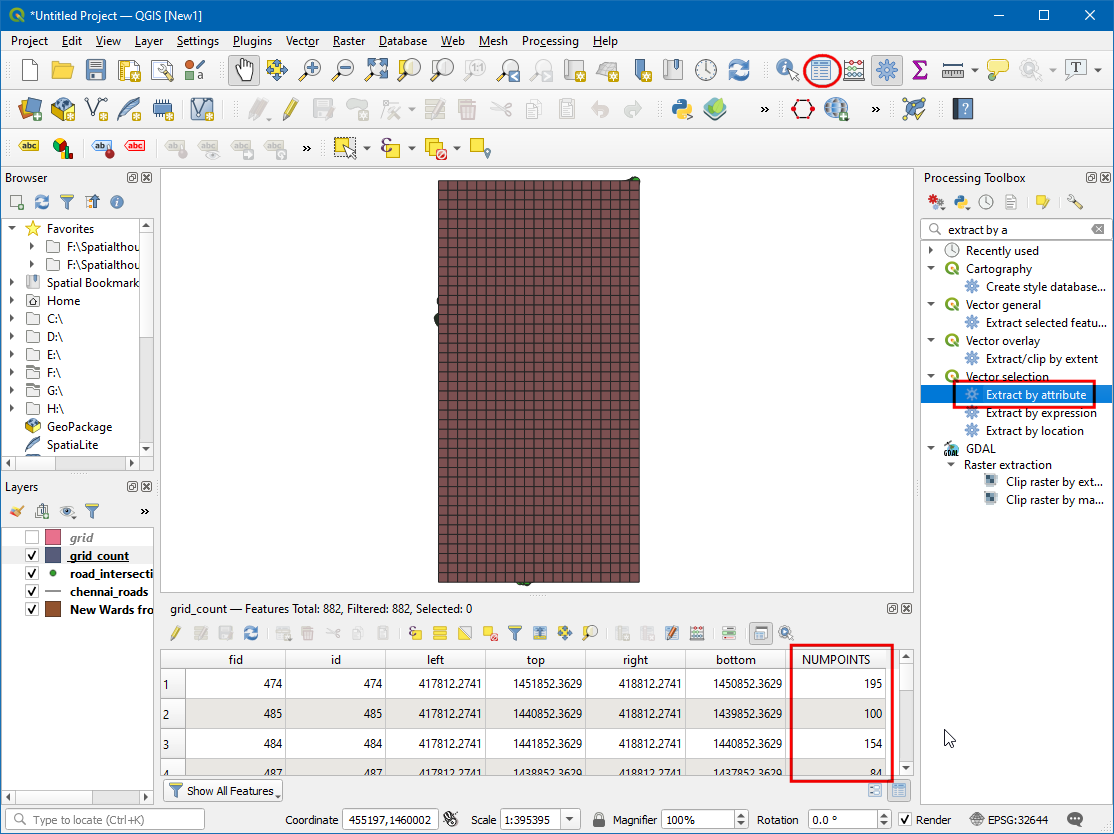 *Untitled Project — QGIS [New1]
Project Edit View Layer Settings Plugins Vector Raster Database Web Mesh Processing Help
Browser
Favorites
F:\Spatialthou
F:\Spatialthou
Spatial Bookmark
Home
C:\
D:\
E:\
F:\
G:\
H:\
GeoPackage
SpatiaLite
Layers
grid
grid_count
road_intersecti
chennai_roads
New Wards fro
Processing Toolbox
extract by a
Recently used
Cartography
Create style database...
Vector general
Extract selected featu...
Vector overlay
Extract/clip by extent
Vector selection
Extract by attribute
Extract by expression
Extract by location
GDAL
Raster extraction
Clip raster by ext...
Clip raster by ma...
grid_count — Features Total: 882, Filtered: 882, Selected: 0
fid id left top right bottom NUMPOINTS
1 474 474 417812.2741 1451852.3629 418812.2741 1450852.3629 195
2 485 485 417812.2741 1440852.3629 418812.2741 1439852.3629 100
3 484 484 417812.2741 1441852.3629 418812.2741 1440852.3629 154
4 487 487 417812.2741 1438852.3629 418812.2741 1437852.3629 84
Show All Features
Type to locate (Ctrl+K) Coordinate 455197,1460002 Scale 1:395395 Magnifier 100% Rotation 0.0 ° Render EPSG:32644